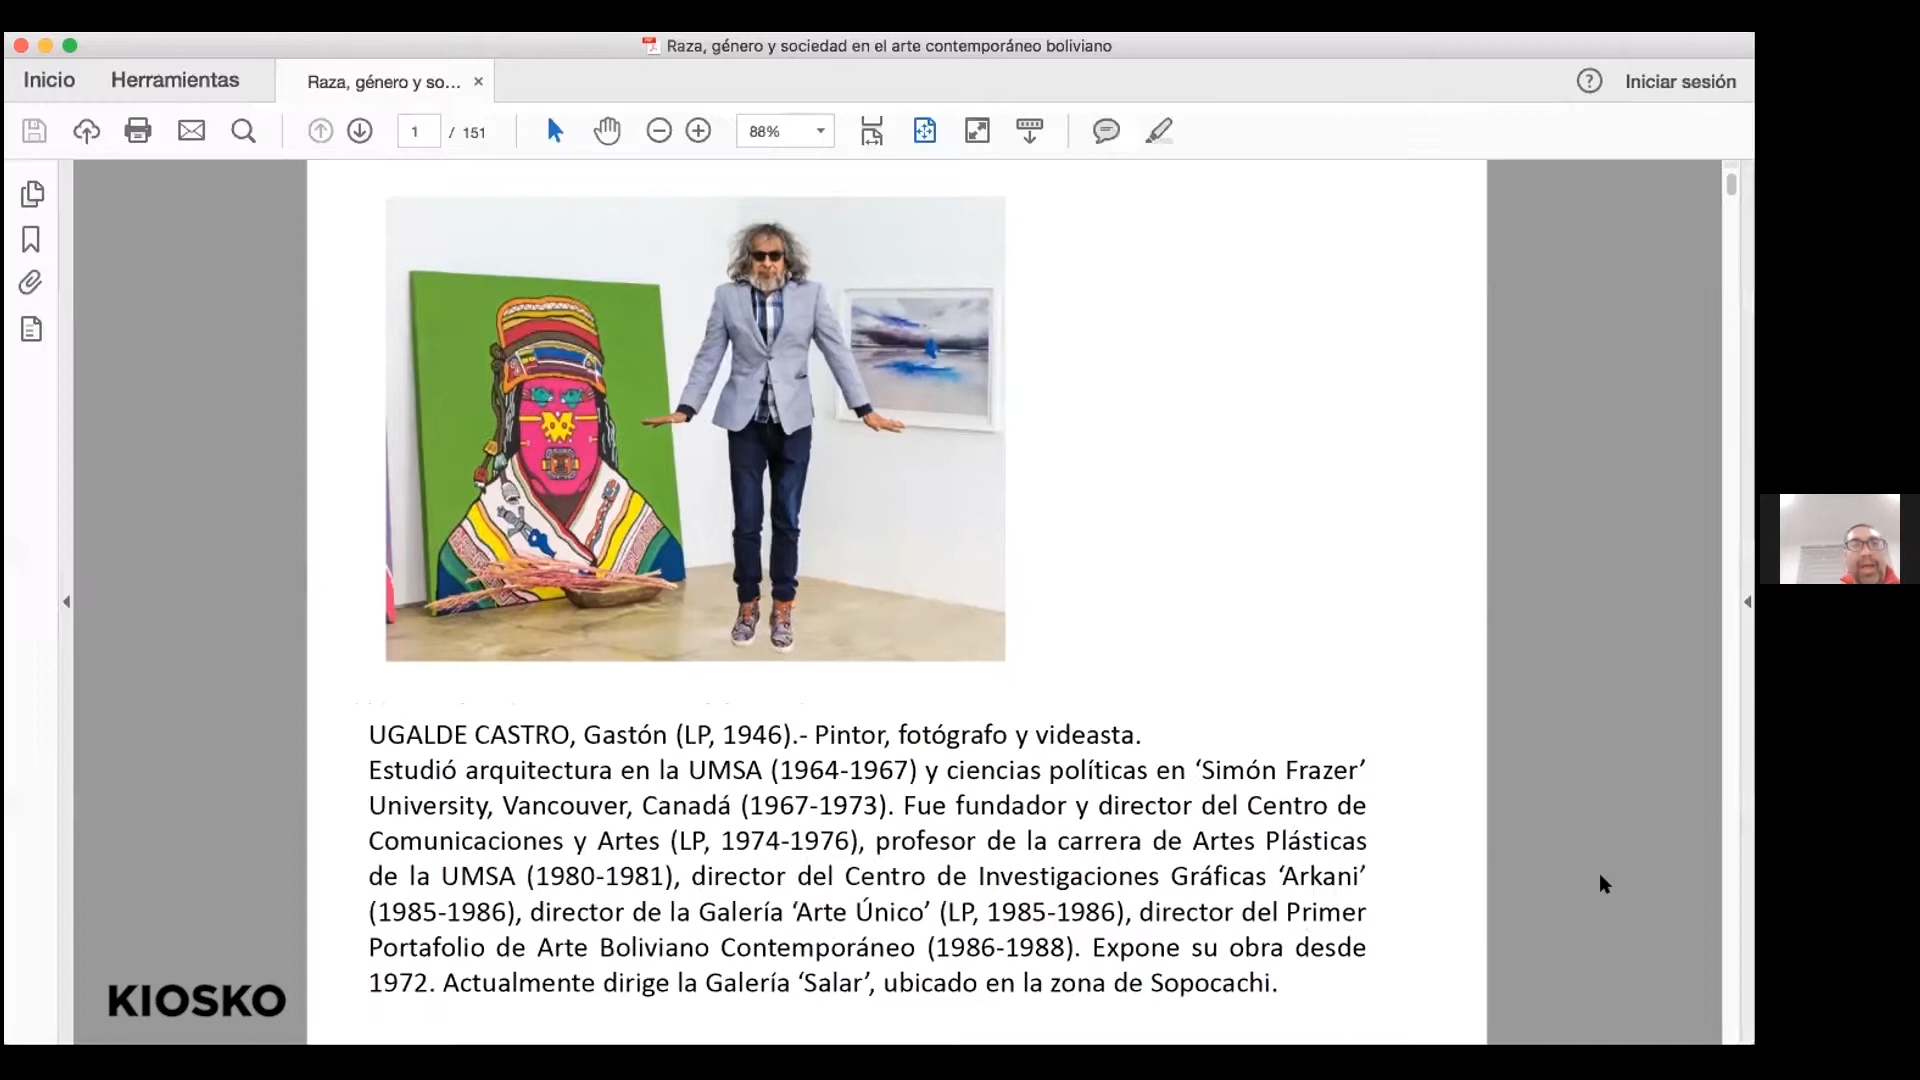 Raza, género y sociedad en el arte contemporáneo boliviano
Inicio Herramientas Raza, género y so... × ? Iniciar sesión
1 / 151 88%
UGALDE CASTRO, Gastón (LP, 1946).- Pintor, fotógrafo y videasta.
Estudió arquitectura en la UMSA (1964-1967) y ciencias políticas en ‘Simón Frazer’
University, Vancouver, Canadá (1967-1973). Fue fundador y director del Centro de
Comunicaciones y Artes (LP, 1974-1976), profesor de la carrera de Artes Plásticas
de la UMSA (1980-1981), director del Centro de Investigaciones Gráficas ‘Arkani’
(1985-1986), director de la Galería ‘Arte Único’ (LP, 1985-1986), director del Primer
Portafolio de Arte Boliviano Contemporáneo (1986-1988). Expone su obra desde
1972. Actualmente dirige la Galería ‘Salar’, ubicado en la zona de Sopocachi.
KIOSKO